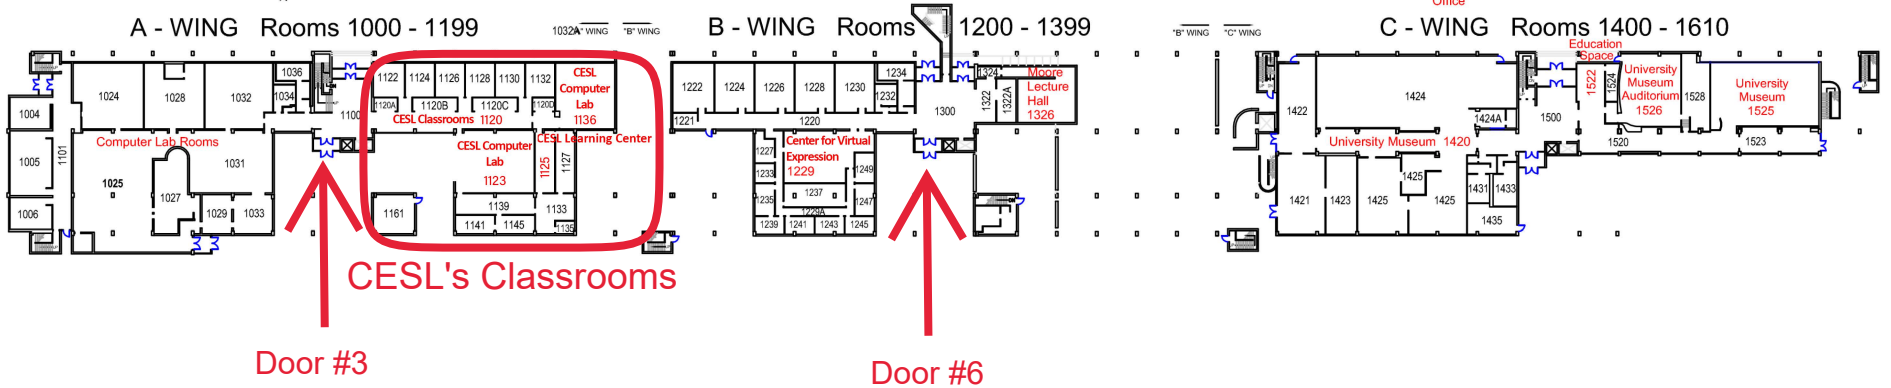 Office
A - WING Rooms 1000 - 1199
1032A
"A" WING
"B" WING
B - WING Rooms 1200 - 1399
"B" WING
"C" WING
C - WING Rooms 1400 - 1610
1004
1005
1006
1101
1024
1028
1032
1036
1034
1100
Computer Lab Rooms
1025
1027
1031
1029
1033
1122
1124
1126
1128
1130
1132
1120A
1120B
1120C
1120D
CESL Classrooms 1120
CESL
Computer
Lab
1136
CESL Learning Center
CESL Computer
Lab
1123
1125
1127
1161
1139
1141
1145
1133
1135
1222
1224
1226
1228
1230
1234
1232
1221
1220
1300
1324
1322
1322A
Moore
Lecture
Hall
1326
1227
1233
1235
1239
Center for Virtual
Expression
1229
1249
1237
1247
1229A
1241
1243
1245
1422
1424
1424A
University Museum 1420
1421
1423
1425
1425
1425
1431
1433
1435
1500
Education
Space
1522
1524
University
Museum
Auditorium
1526
1528
University
Museum
1525
1520
1523
CESL's Classrooms
Door #3
Door #6